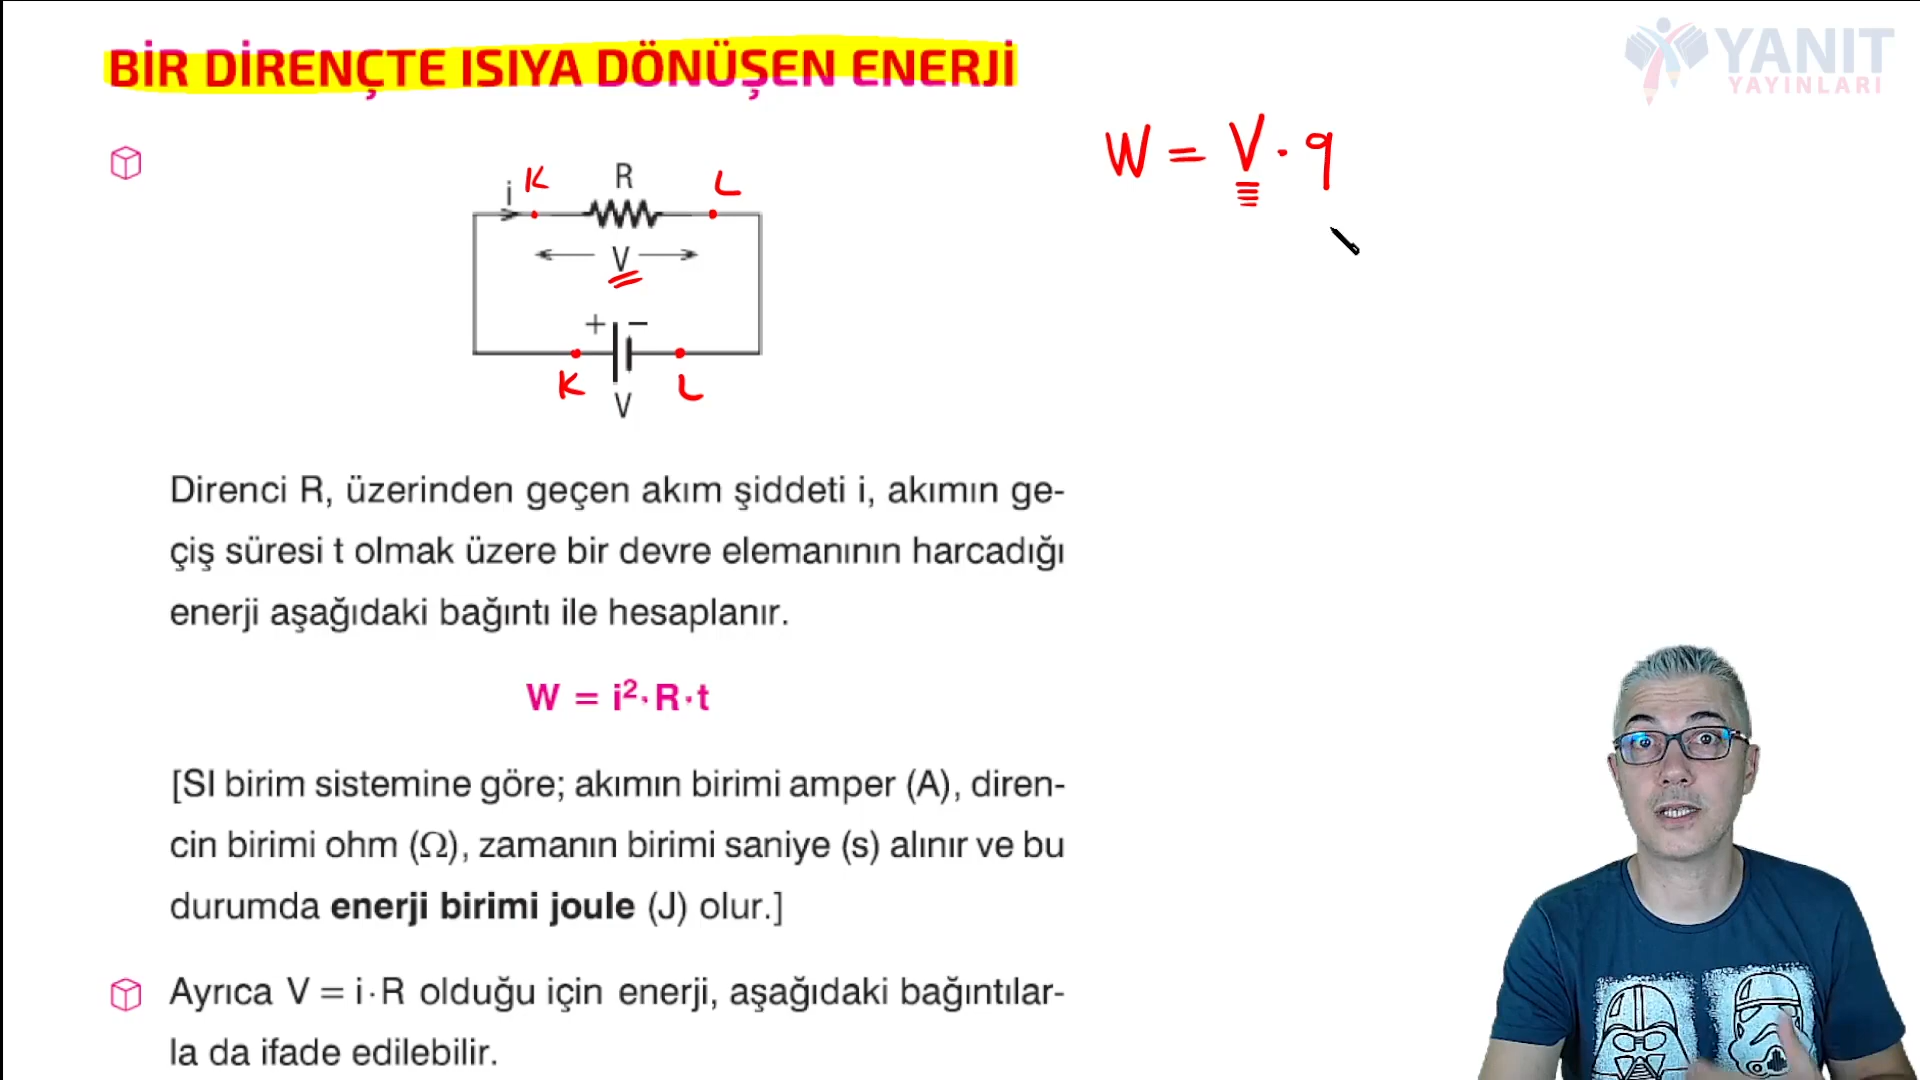 BİR DİRENÇTE ISIYA DÖNÜŞEN ENERJİ
YANIT
YAYINLARI
W = V · q
i K R L
V
+ −
K L
V
Direnci R, üzerinden geçen akım şiddeti i, akımın ge-
çiş süresi t olmak üzere bir devre elemanının harcadığı
enerji aşağıdaki bağıntı ile hesaplanır.
W = i²·R·t
[SI birim sistemine göre; akımın birimi amper (A), diren-
cin birimi ohm (Ω), zamanın birimi saniye (s) alınır ve bu
durumda enerji birimi joule (J) olur.]
Ayrıca V = i·R olduğu için enerji, aşağıdaki bağıntılar-
la da ifade edilebilir.